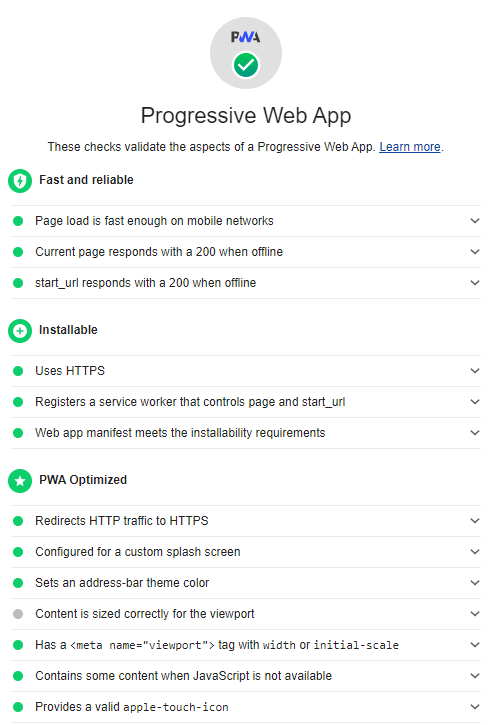 PWA
Progressive Web App
These checks validate the aspects of a Progressive Web App. Learn more.
Fast and reliable
Page load is fast enough on mobile networks
Current page responds with a 200 when offline
start_url responds with a 200 when offline
Installable
Uses HTTPS
Registers a service worker that controls page and start_url
Web app manifest meets the installability requirements
PWA Optimized
Redirects HTTP traffic to HTTPS
Configured for a custom splash screen
Sets an address-bar theme color
Content is sized correctly for the viewport
Has a <meta name="viewport"> tag with width or initial-scale
Contains some content when JavaScript is not available
Provides a valid apple-touch-icon